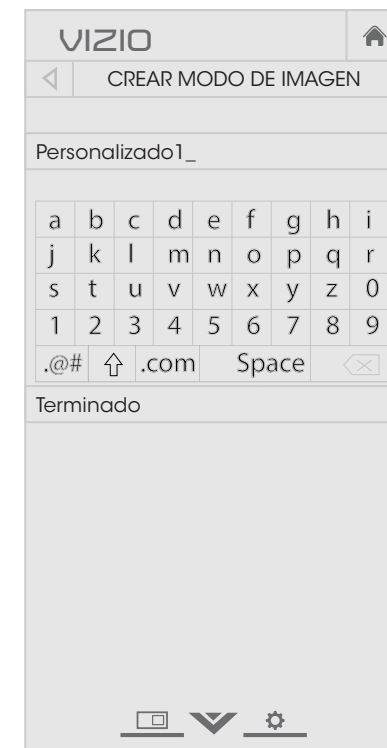 VIZIO
CREAR MODO DE IMAGEN
Personalizado1_
a b c d e f g h i
j k l m n o p q r
s t u v w x y z 0
1 2 3 4 5 6 7 8 9
.@# .com Space
Terminado